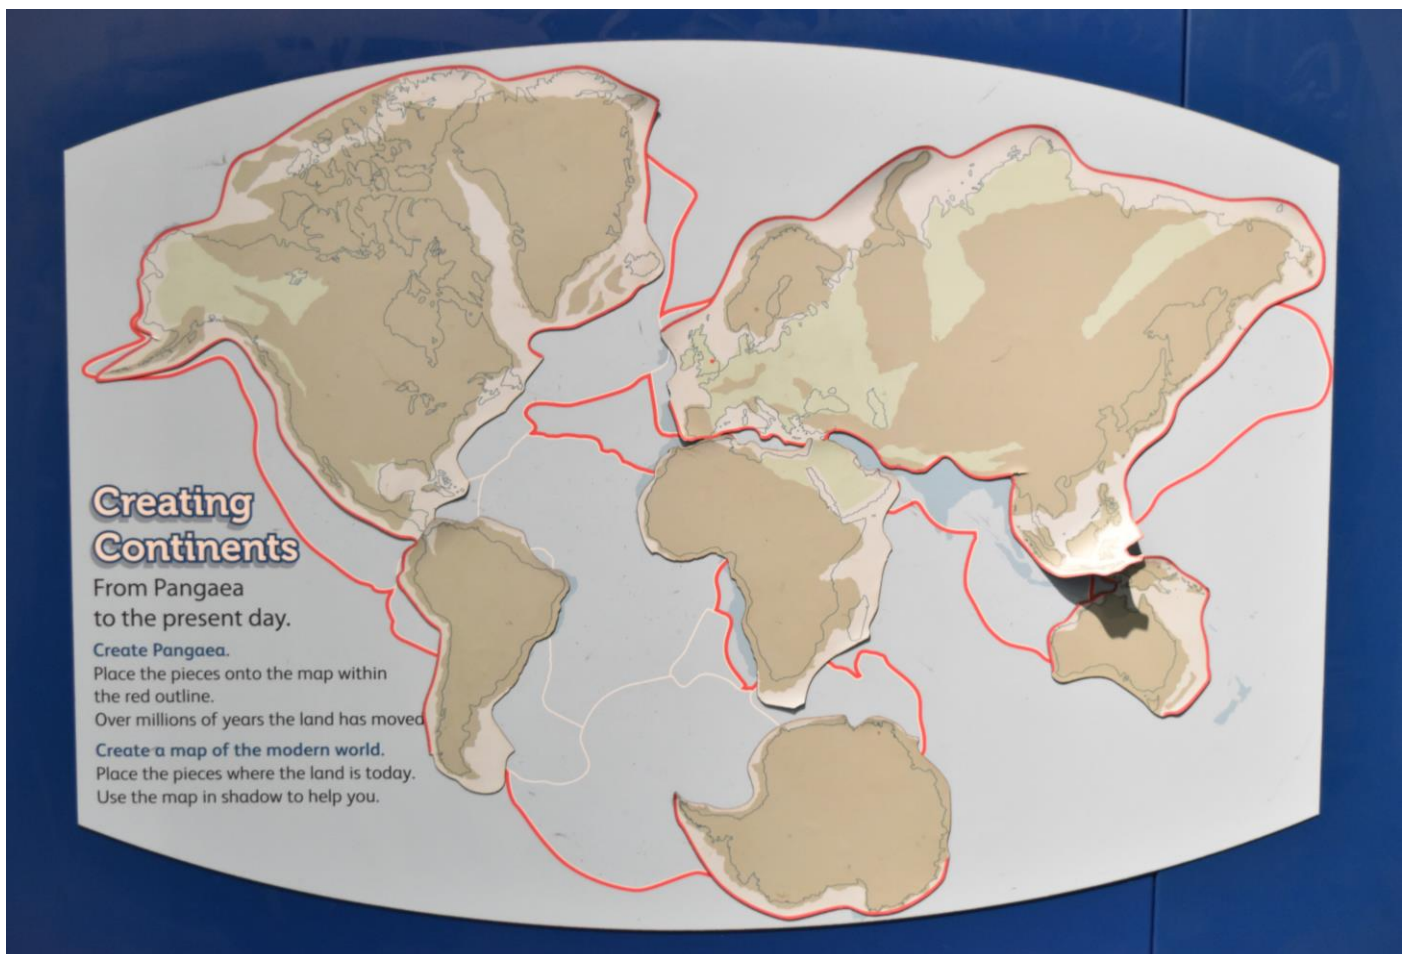 Creating
Continents
From Pangaea
to the present day.
Create Pangaea.
Place the pieces onto the map within
the red outline.
Over millions of years the land has moved
Create a map of the modern world.
Place the pieces where the land is today.
Use the map in shadow to help you.